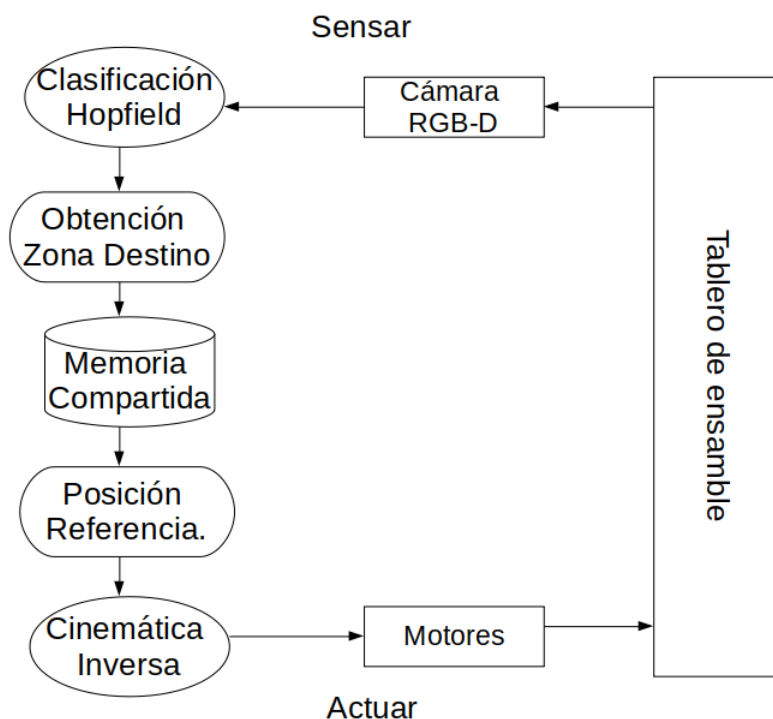 Sensar
Clasificación
Hopfield
Cámara
RGB-D
Obtención
Zona Destino
Memoria
Compartida
Posición
Referencia.
Cinemática
Inversa
Motores
Tablero de ensamble
Actuar